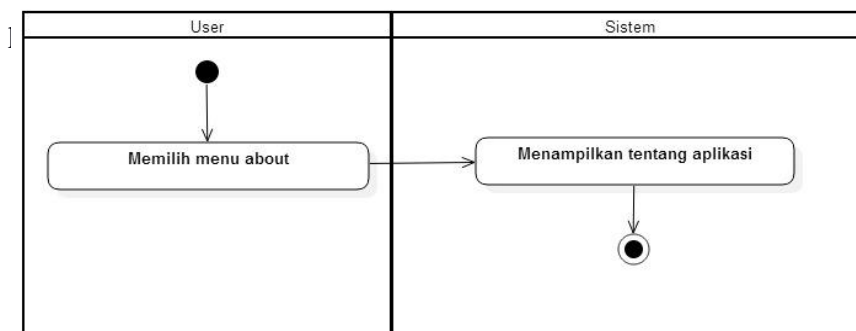 User
Sistem
Memilih menu about
Menampilkan tentang aplikasi